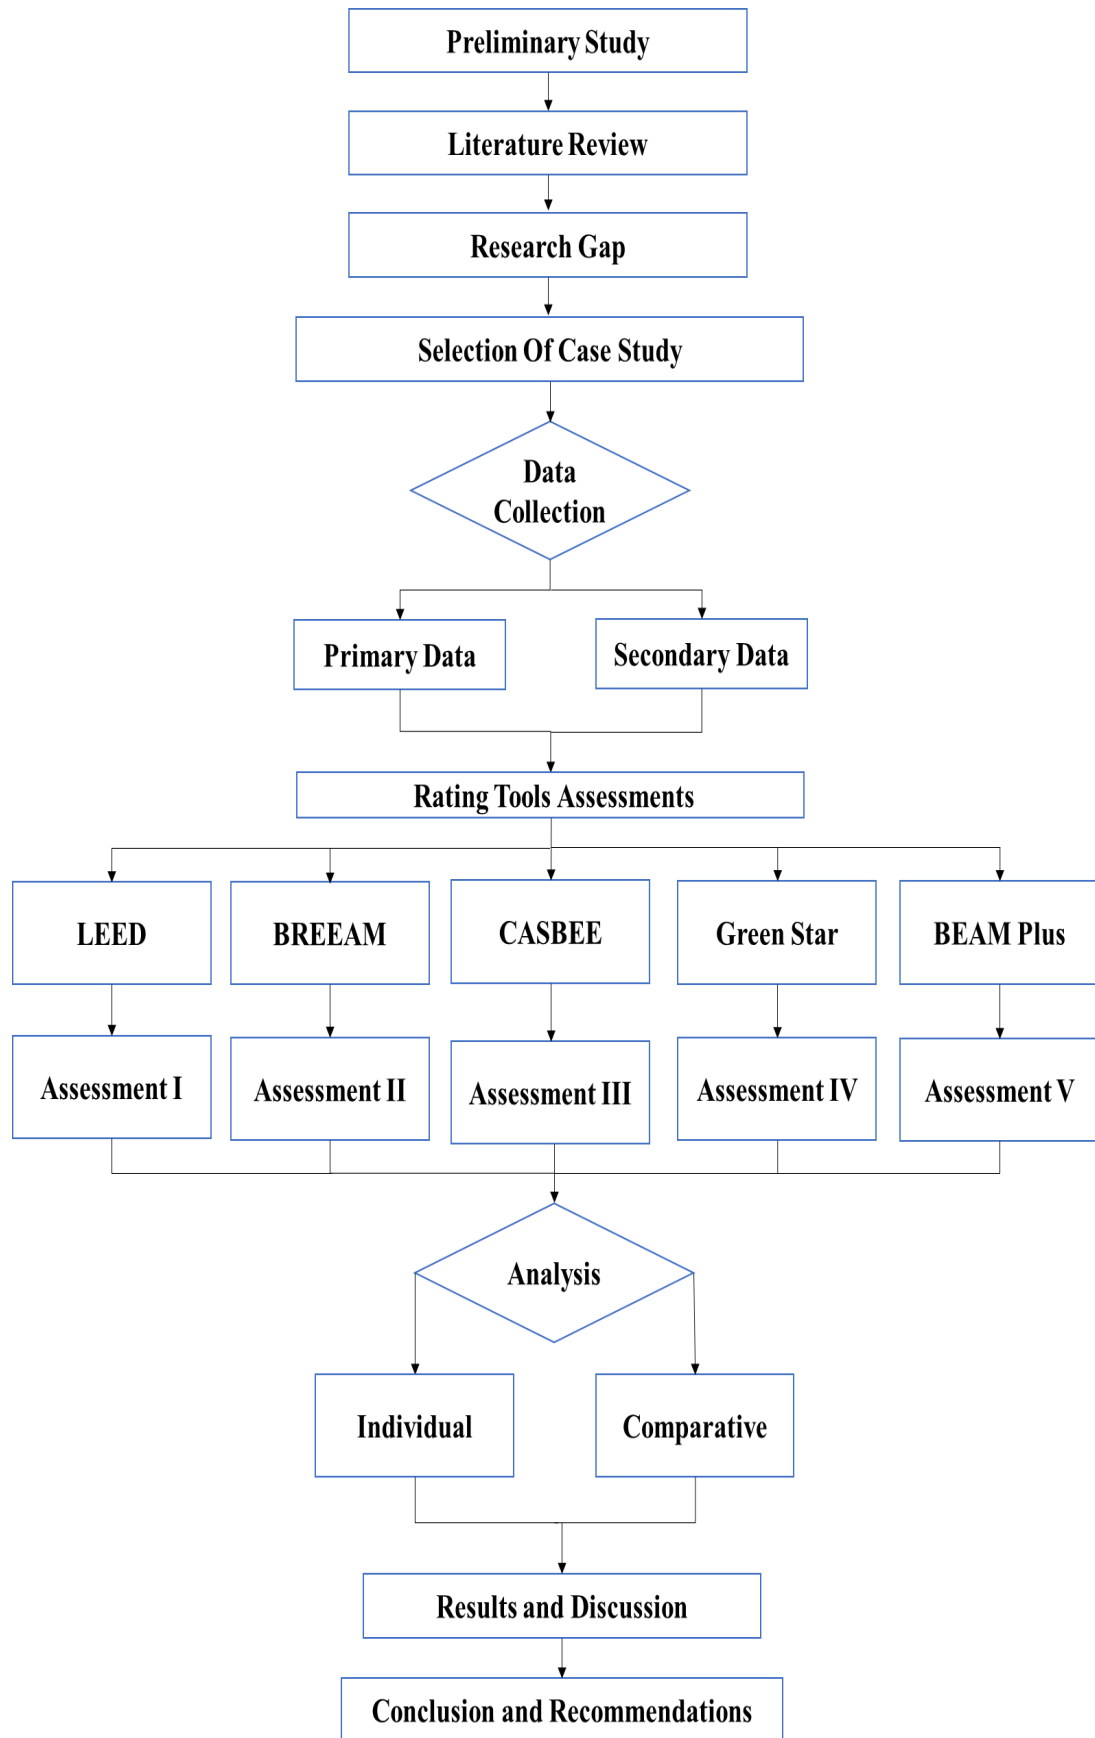 Preliminary Study
Literature Review
Research Gap
Selection Of Case Study
Data
Collection
Primary Data
Secondary Data
Rating Tools Assessments
LEED
BREEAM
CASBEE
Green Star
BEAM Plus
Assessment I
Assessment II
Assessment III
Assessment IV
Assessment V
Analysis
Individual
Comparative
Results and Discussion
Conclusion and Recommendations